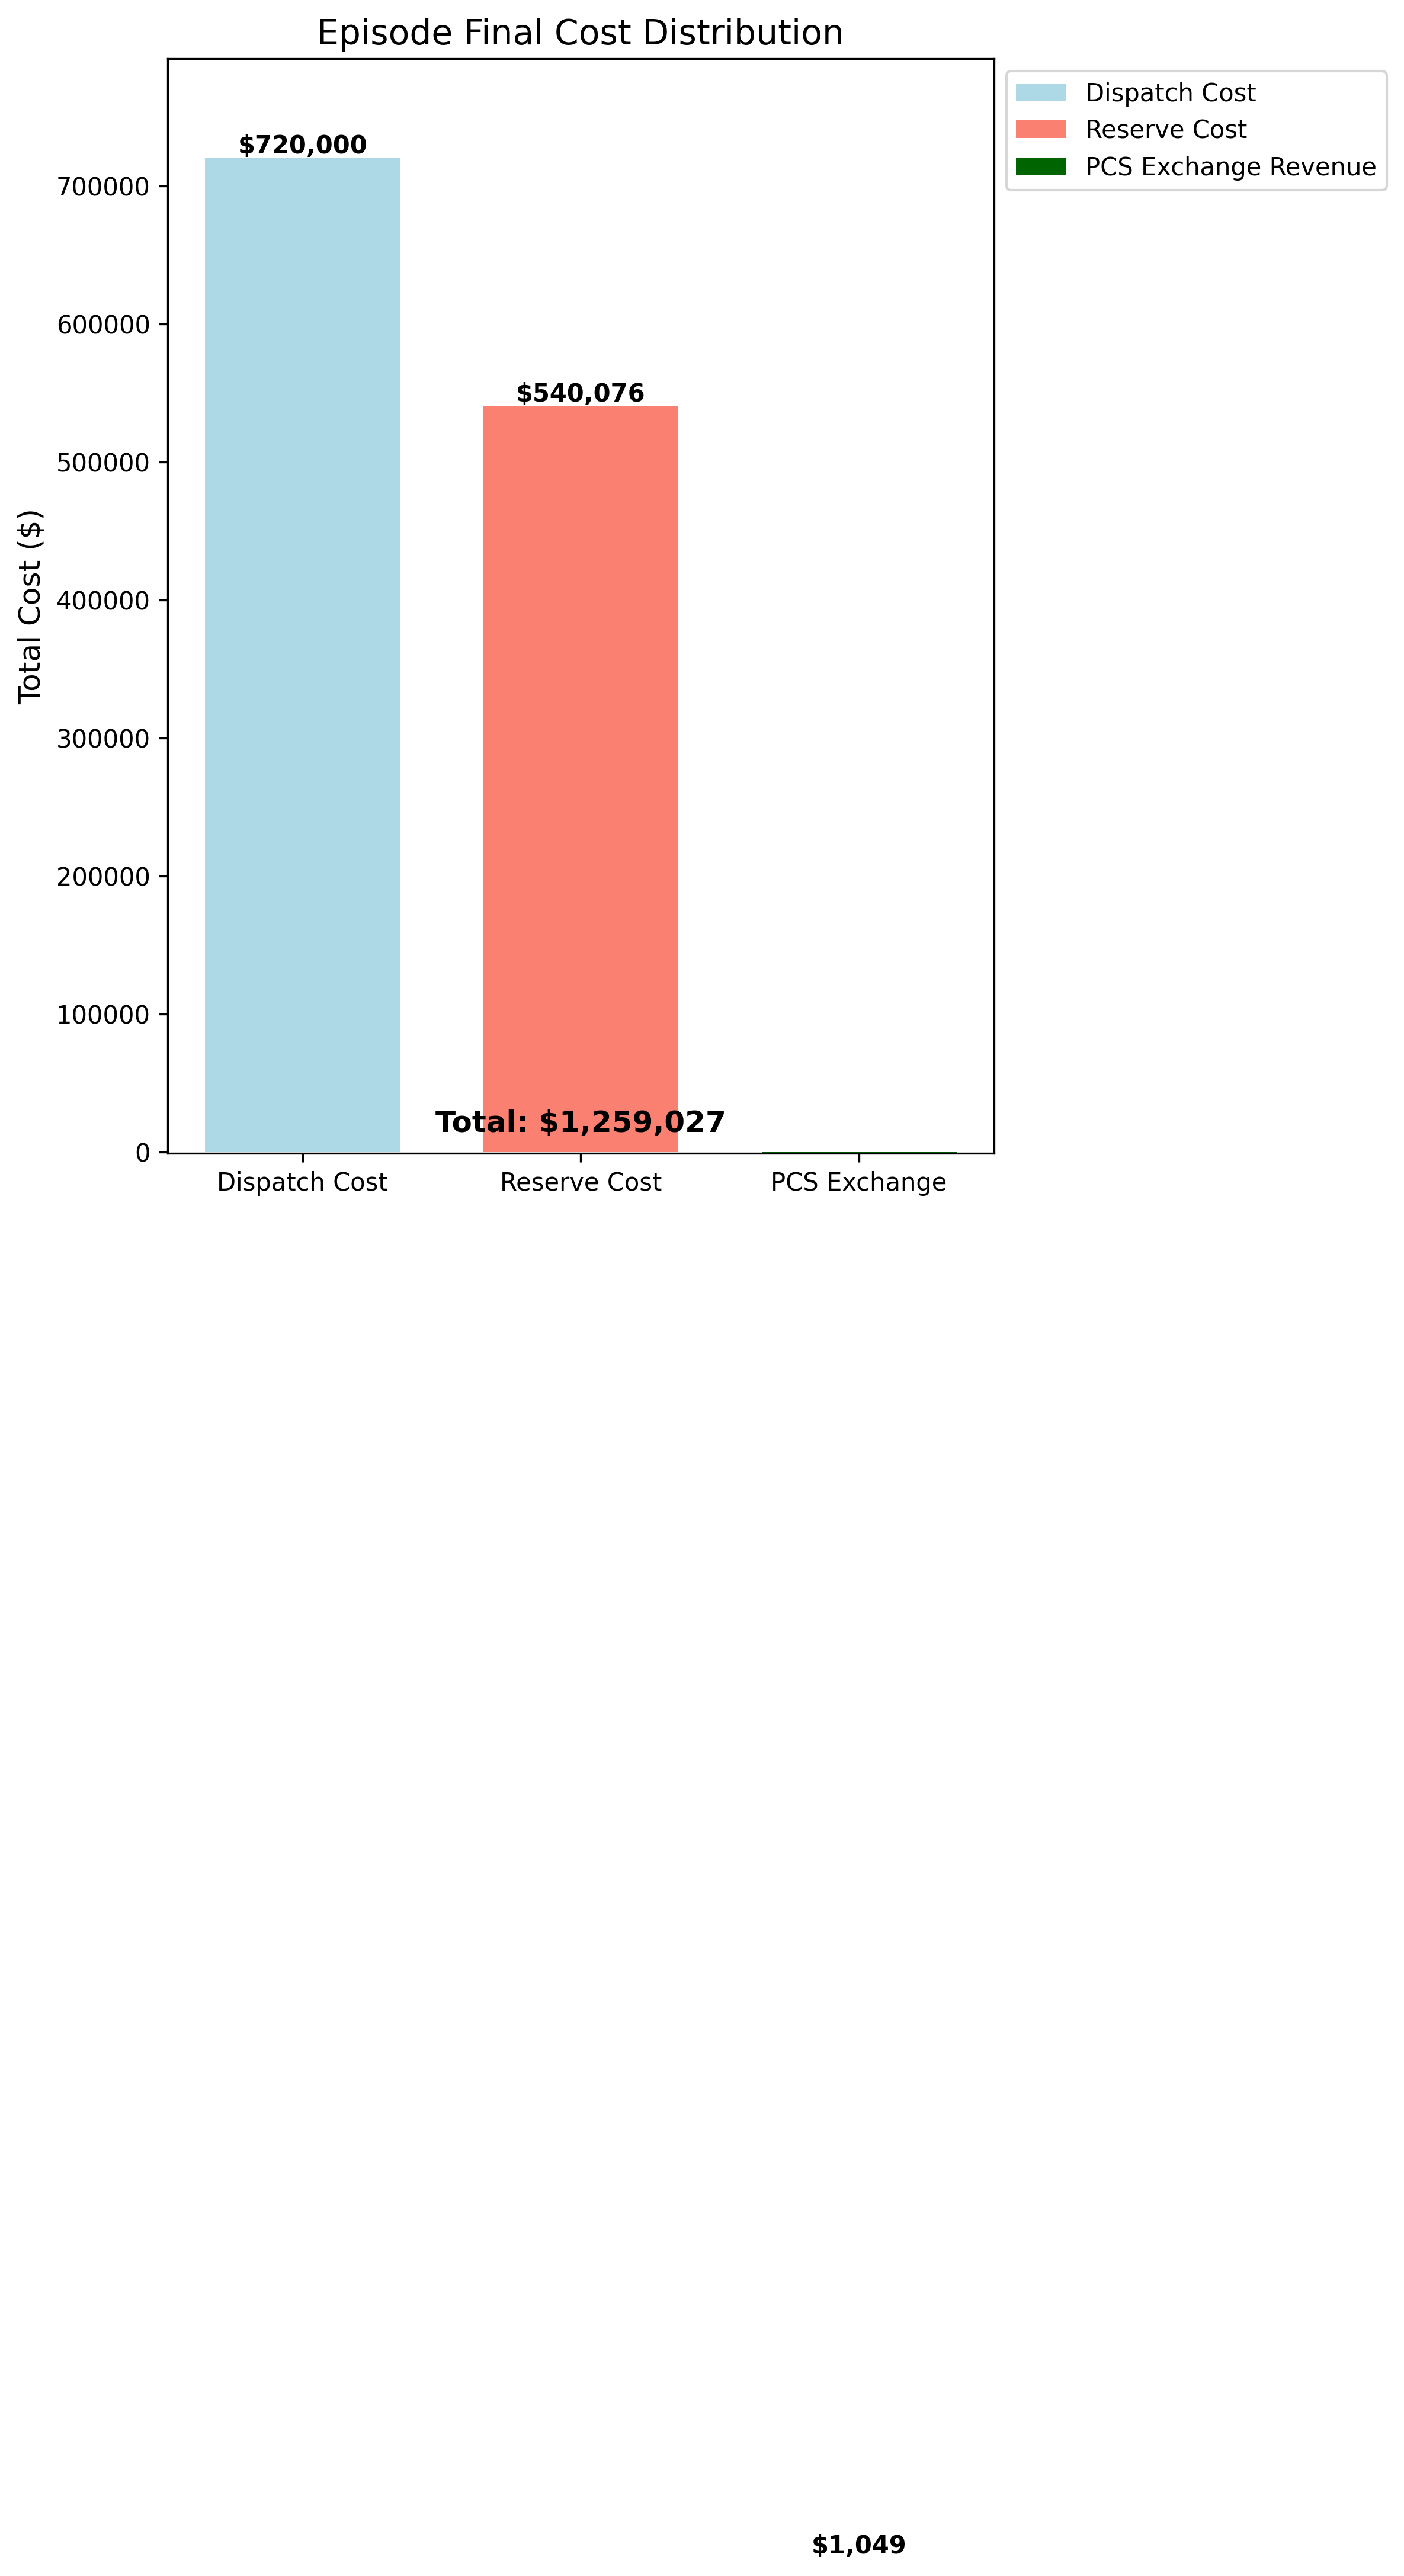 Episode Final Cost Distribution
Dispatch Cost
Reserve Cost
PCS Exchange Revenue
$720,000
$540,076
Total Cost ($)
700000
600000
500000
400000
300000
200000
100000
0
Total: $1,259,027
Dispatch Cost
Reserve Cost
PCS Exchange
$1,049